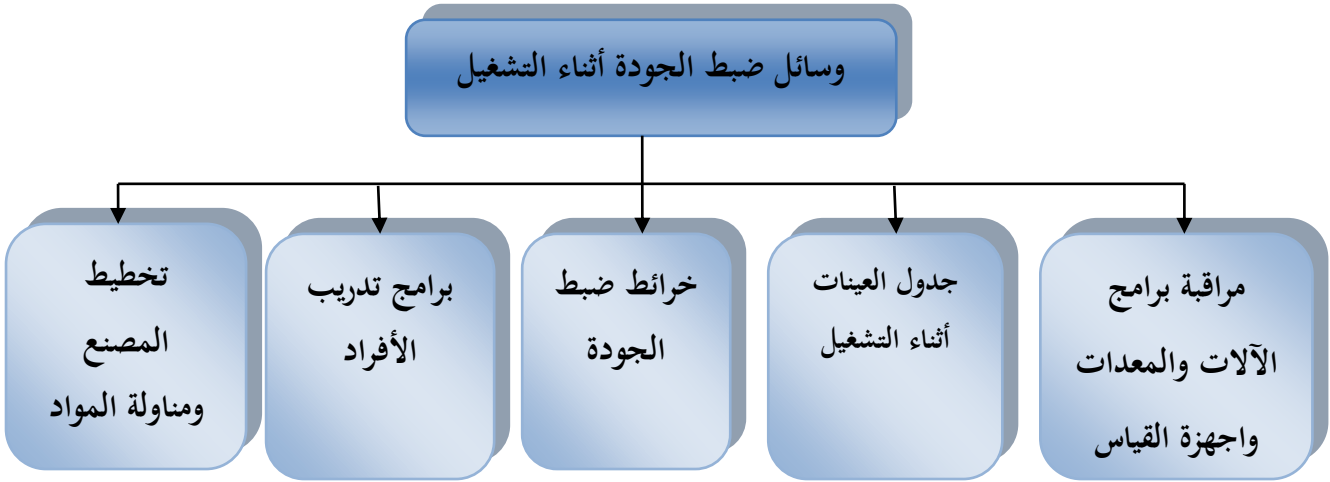 وسائل ضبط الجودة أثناء التشغيل
مراقبة برامج
الآلات والمعدات
واجهزة القياس
جدول العينات
أثناء التشغيل
خرائط ضبط
الجودة
برامج تدريب
الأفراد
تخطيط
المصنع
ومناولة المواد